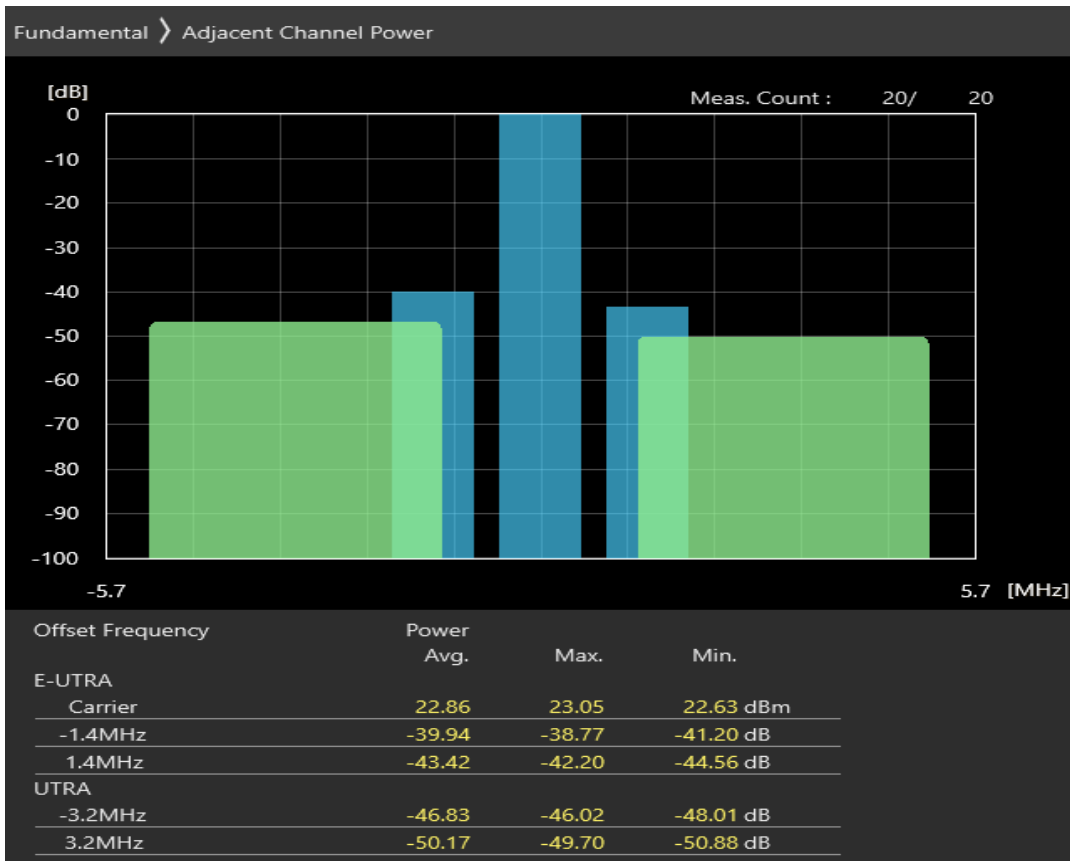 Fundamental 〉 Adjacent Channel Power
[dB]
Meas. Count : 20/ 20
0
-10
-20
-30
-40
-50
-60
-70
-80
-90
-100
-5.7 5.7 [MHz]
Offset Frequency Power
Avg. Max. Min.
E-UTRA
Carrier 22.86 23.05 22.63 dBm
-1.4MHz -39.94 -38.77 -41.20 dB
1.4MHz -43.42 -42.20 -44.56 dB
UTRA
-3.2MHz -46.83 -46.02 -48.01 dB
3.2MHz -50.17 -49.70 -50.88 dB